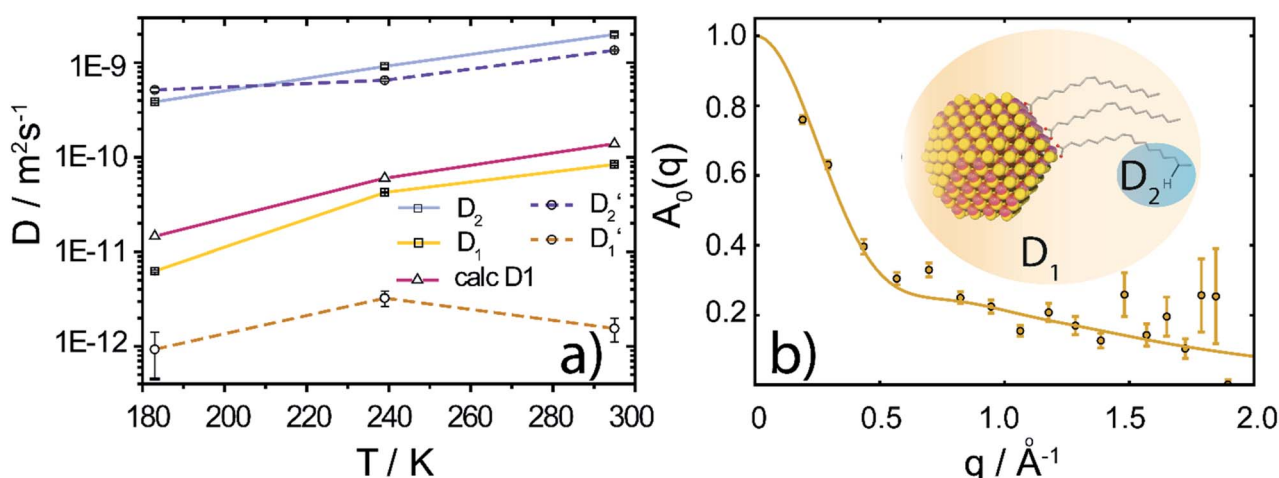 D / m²s⁻¹
1E-9
1E-10
1E-11
1E-12
180 200 220 240 260 280 300
T / K
D₂
D₁
calc D1
D₂‘
D₁‘
a)
A₀(q)
1.0
0.8
0.6
0.4
0.2
0 0.5 1.0 1.5 2.0
q / Å⁻¹
D₁
D₂
H
b)